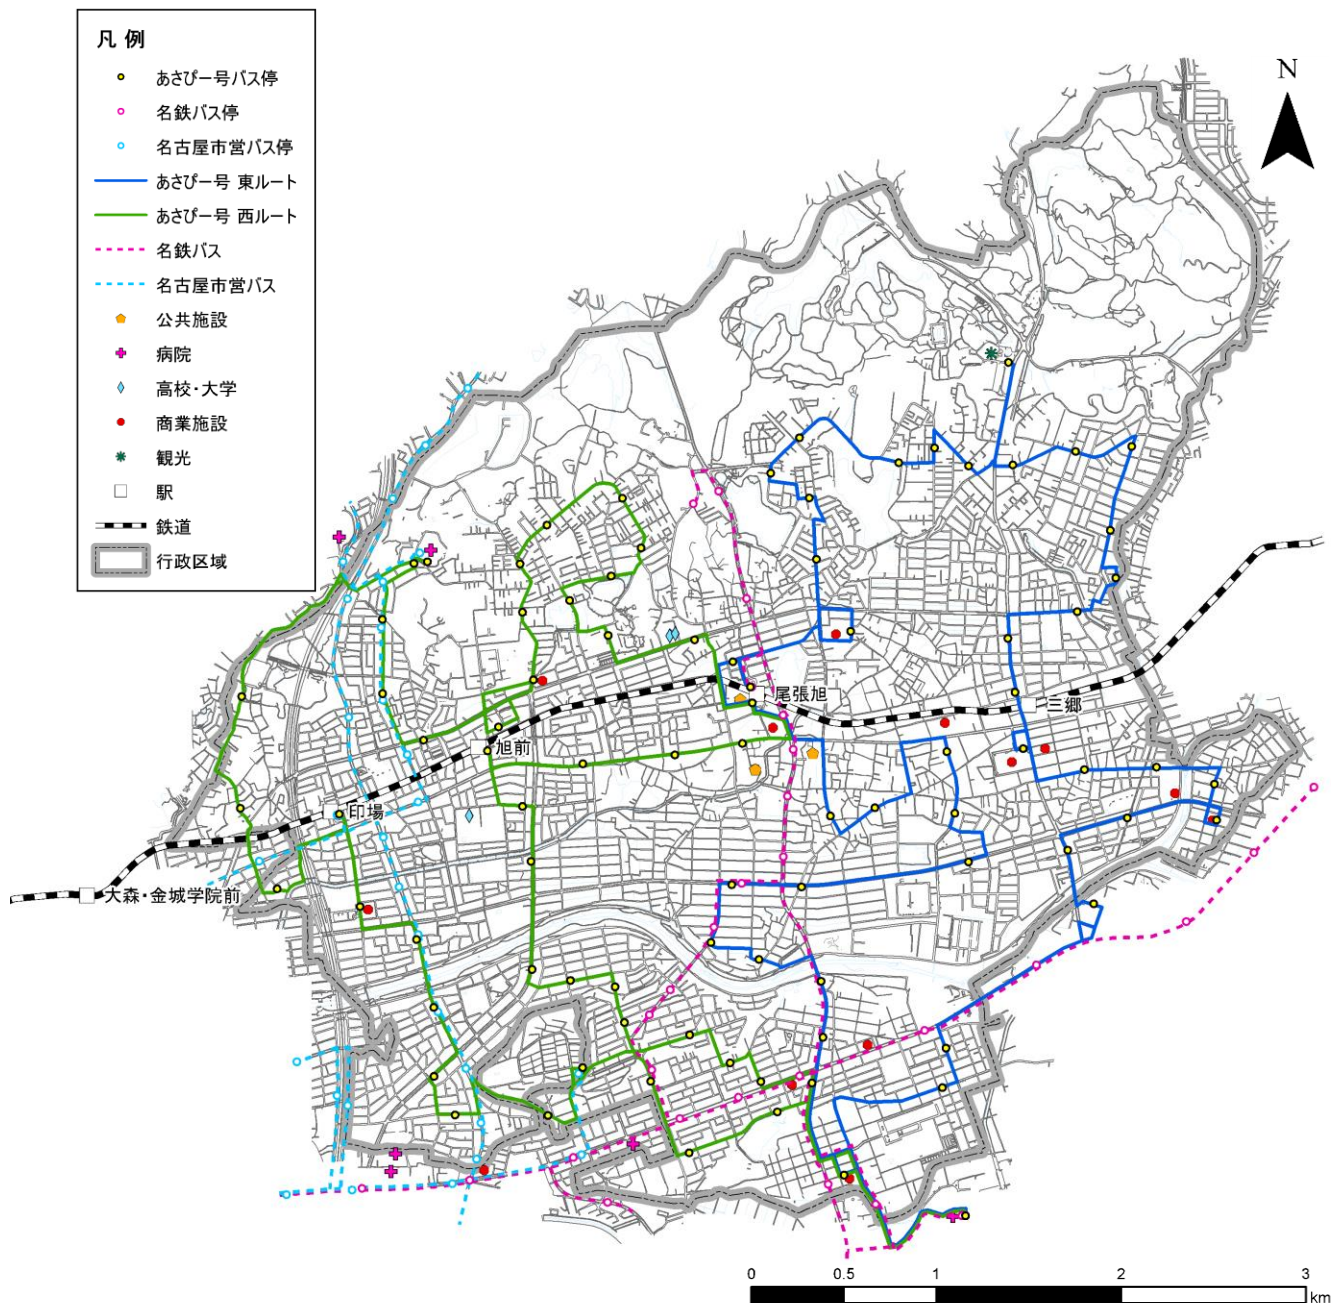 凡 例
あさぴー号バス停
名鉄バス停
名古屋市営バス停
あさぴー号 東ルート
あさぴー号 西ルート
名鉄バス
名古屋市営バス
公共施設
病院
高校・大学
商業施設
観光
駅
鉄道
行政区域
N
尾張旭
三郷
旭前
印場
大森・金城学院前
0 0.5 1 2 3
km